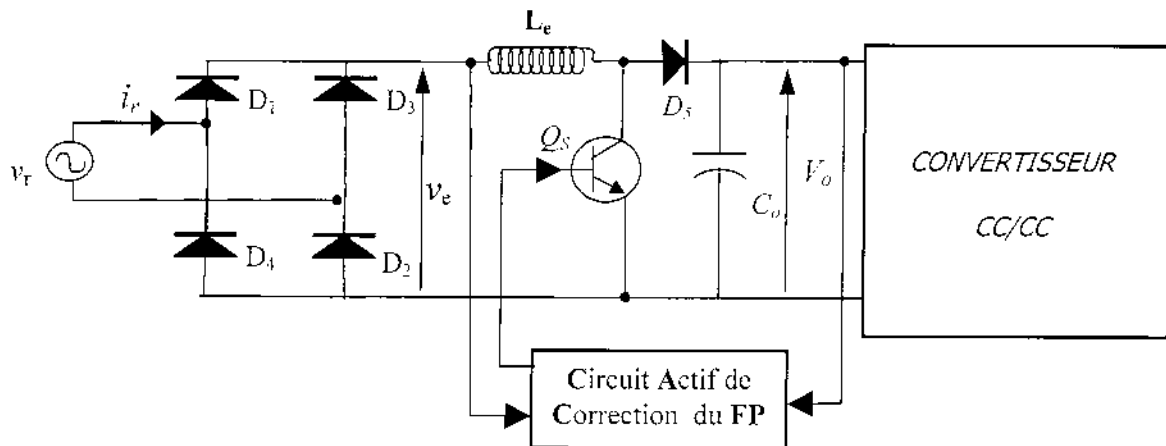 Lₑ
D₁
D₃
iᵣ
D₅
Qₛ
vᵣ
vₑ
Cₒ
Vₒ
CONVERTISSEUR
CC/CC
D₄
D₂
Circuit Actif de
Correction du FP